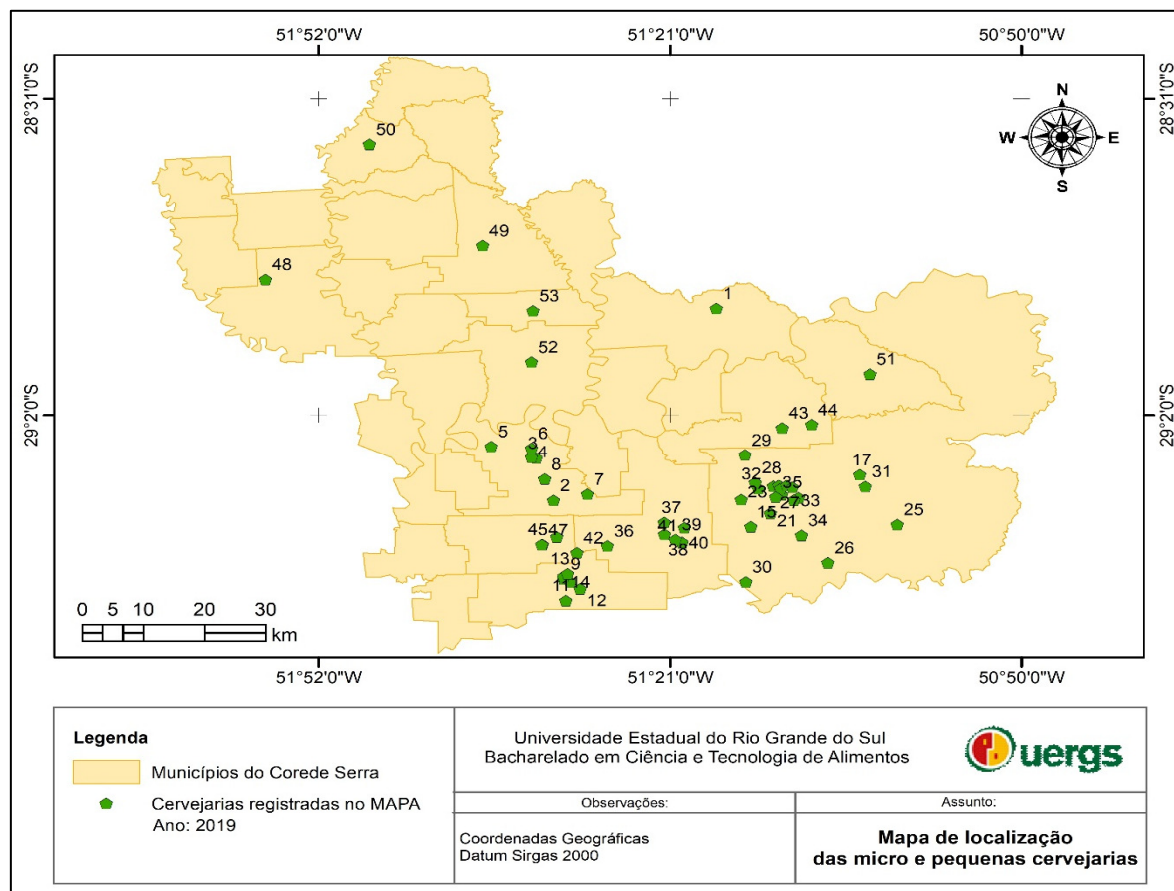 51°52'0"W
51°21'0"W
50°50'0"W
28°31'0"S
28°31'0"S
N
W
E
S
50
49
48
53
1
52
51
29°2'0"S
29°2'0"S
43
44
5
6
3
4
29
8
28
17
32
35
31
7
2
23
27
33
37
15
25
41
39
21
34
45
47
42
36
40
38
26
13
9
30
11
14
12
0
5
10
20
30
km
51°52'0"W
51°21'0"W
50°50'0"W
Legenda
Municípios do Corede Serra
Cervejarias registradas no MAPA
Ano: 2019
Universidade Estadual do Rio Grande do Sul
Bacharelado em Ciência e Tecnologia de Alimentos
uergs
Observações:
Assunto:
Coordenadas Geográficas
Datum Sirgas 2000
Mapa de localização
das micro e pequenas cervejarias